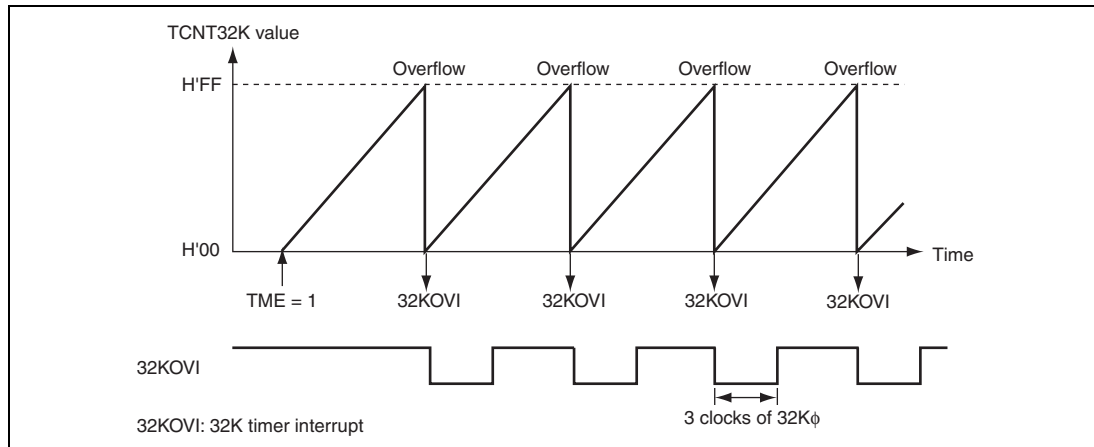 TCNT32K value
Overflow Overflow Overflow Overflow
H'FF
H'00
Time
TME = 1 32KOVI 32KOVI 32KOVI 32KOVI
32KOVI
3 clocks of 32Kϕ
32KOVI: 32K timer interrupt